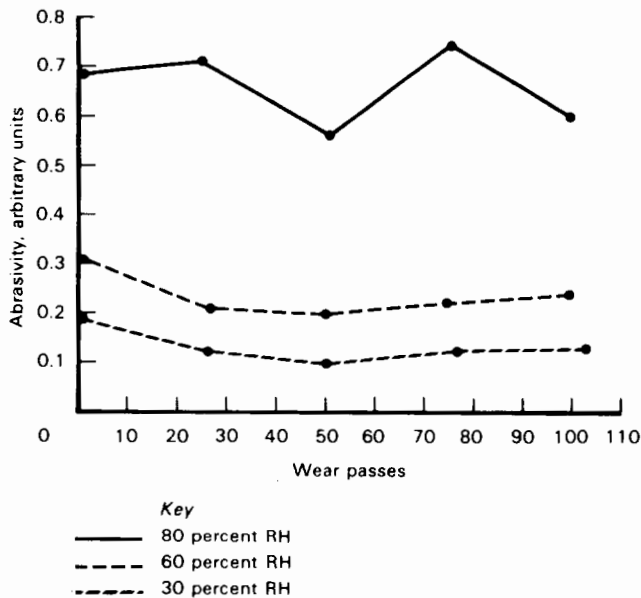 0.8
0.7
0.6
0.5
0.4
0.3
0.2
0.1
Abrasivity, arbitrary units
0 10 20 30 40 50 60 70 80 90 100 110
Wear passes
Key
80 percent RH
60 percent RH
30 percent RH